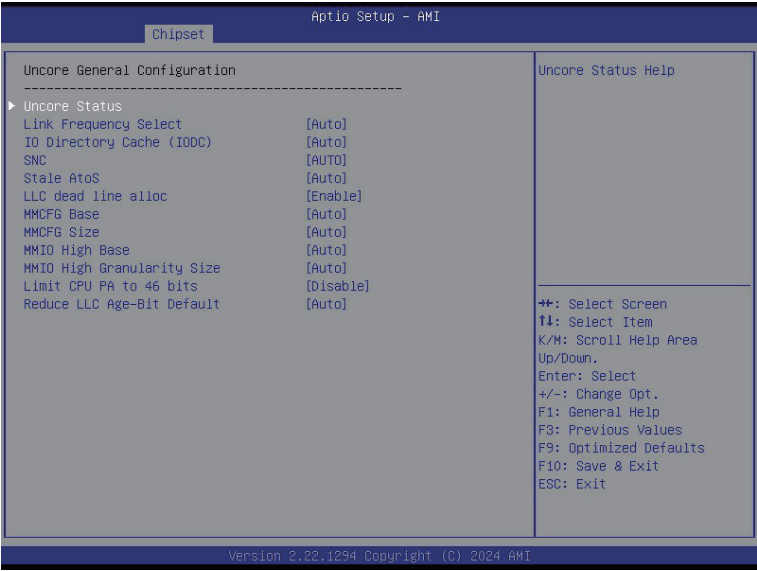 Aptio Setup – AMI
Chipset
Uncore General Configuration
--------------------------------------------------
Uncore Status
Link Frequency Select [Auto]
IO Directory Cache (IODC) [Auto]
SNC [AUTO]
Stale AtoS [Auto]
LLC dead line alloc [Enable]
MMCFG Base [Auto]
MMCFG Size [Auto]
MMIO High Base [Auto]
MMIO High Granularity Size [Auto]
Limit CPU PA to 46 bits [Disable]
Reduce LLC Age-Bit Default [Auto]
Uncore Status Help
→←: Select Screen
↑↓: Select Item
K/M: Scroll Help Area
Up/Down.
Enter: Select
+/-: Change Opt.
F1: General Help
F3: Previous Values
F9: Optimized Defaults
F10: Save & Exit
ESC: Exit
Version 2.22.1294 Copyright (C) 2024 AMI